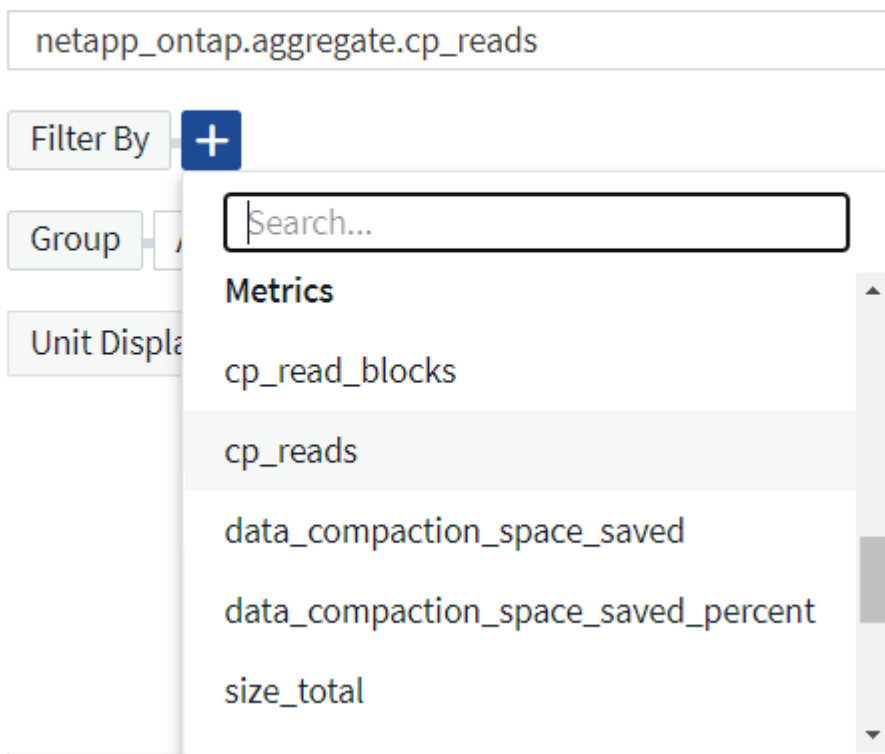 netapp_ontap.aggregate.cp_reads
Filter By +
Search...
Group
Metrics
Unit Displa
cp_read_blocks
cp_reads
data_compaction_space_saved
data_compaction_space_saved_percent
size_total